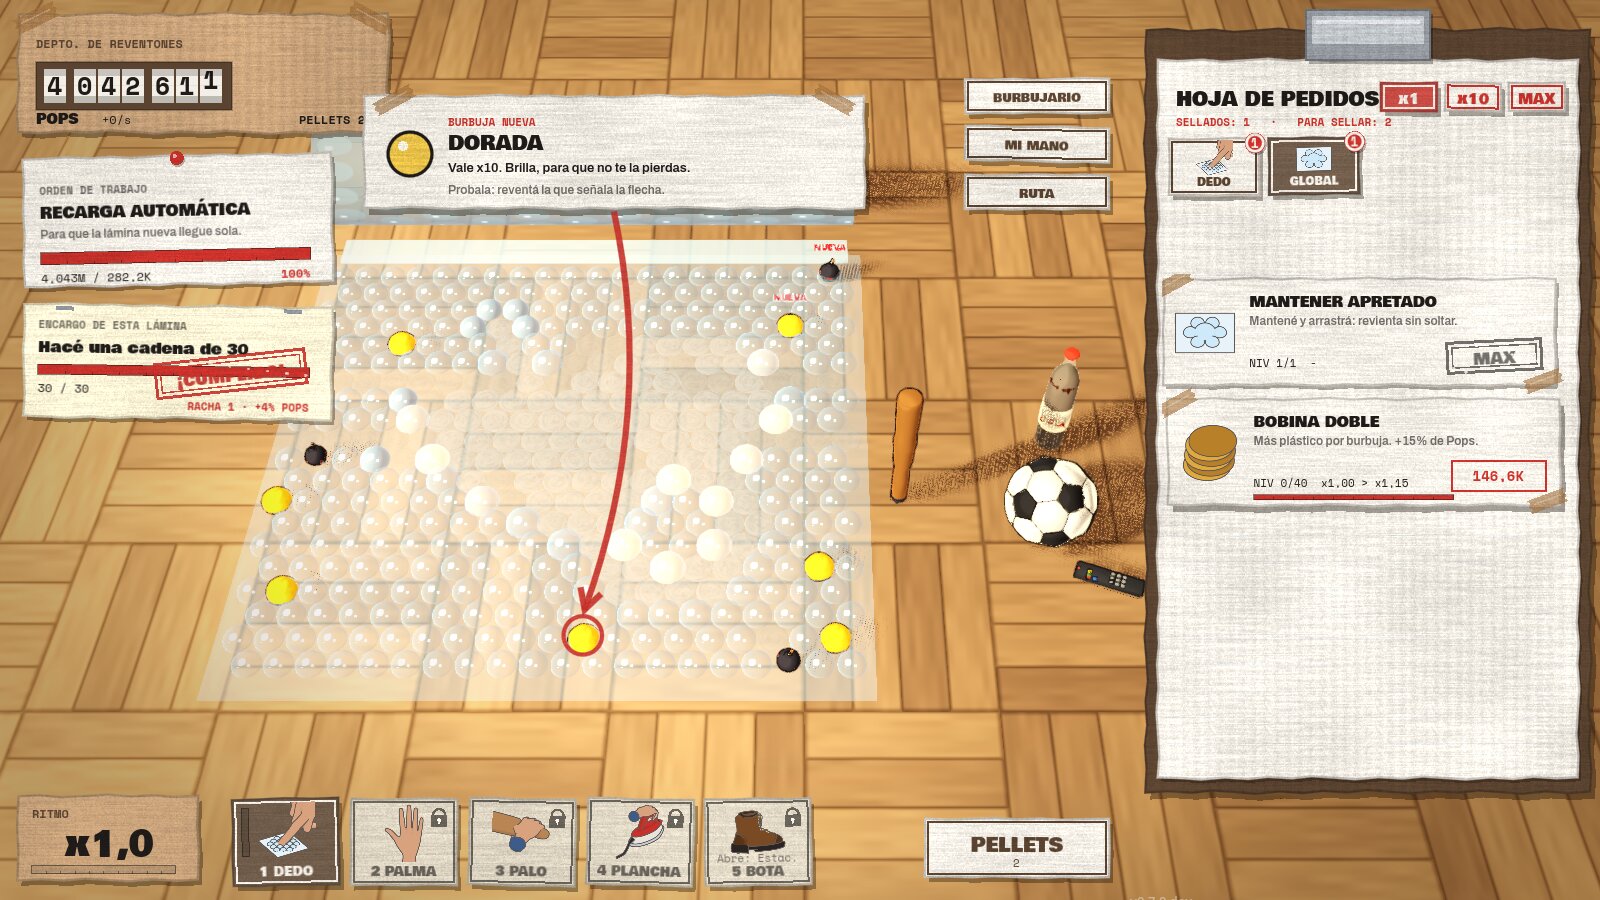 DEPTO. DE REVENTONES
4 042 611
POPS +0/s PELLETS 2
ORDEN DE TRABAJO
RECARGA AUTOMÁTICA
Para que la lámina nueva llegue sola.
4.043M / 282.2K 100%
ENCARGO DE ESTA LÁMINA
Hacé una cadena de 30
30 / 30
RACHA 1 · +4% POPS
BURBUJA NUEVA
DORADA
Vale x10. Brilla, para que no te la pierdas.
Probala: reventá la que señala la flecha.
NUEVA
NUEVA
BURBUJARIO
MI MANO
RUTA
HOJA DE PEDIDOS x1 x10 MAX
SELLADOS: 1 · PARA SELLAR: 2
DEDO 1
GLOBAL 1
MANTENER APRETADO
Mantené y arrastrá: revienta sin soltar.
NIV 1/1 - MAX
BOBINA DOBLE
Más plástico por burbuja. +15% de Pops.
NIV 0/40 x1.00 > x1.15 146.6K
RITMO
x1,0
1 DEDO
2 PALMA
3 PALO
4 PLANCHA
Abre: Estac.
5 BOTA
PELLETS
2